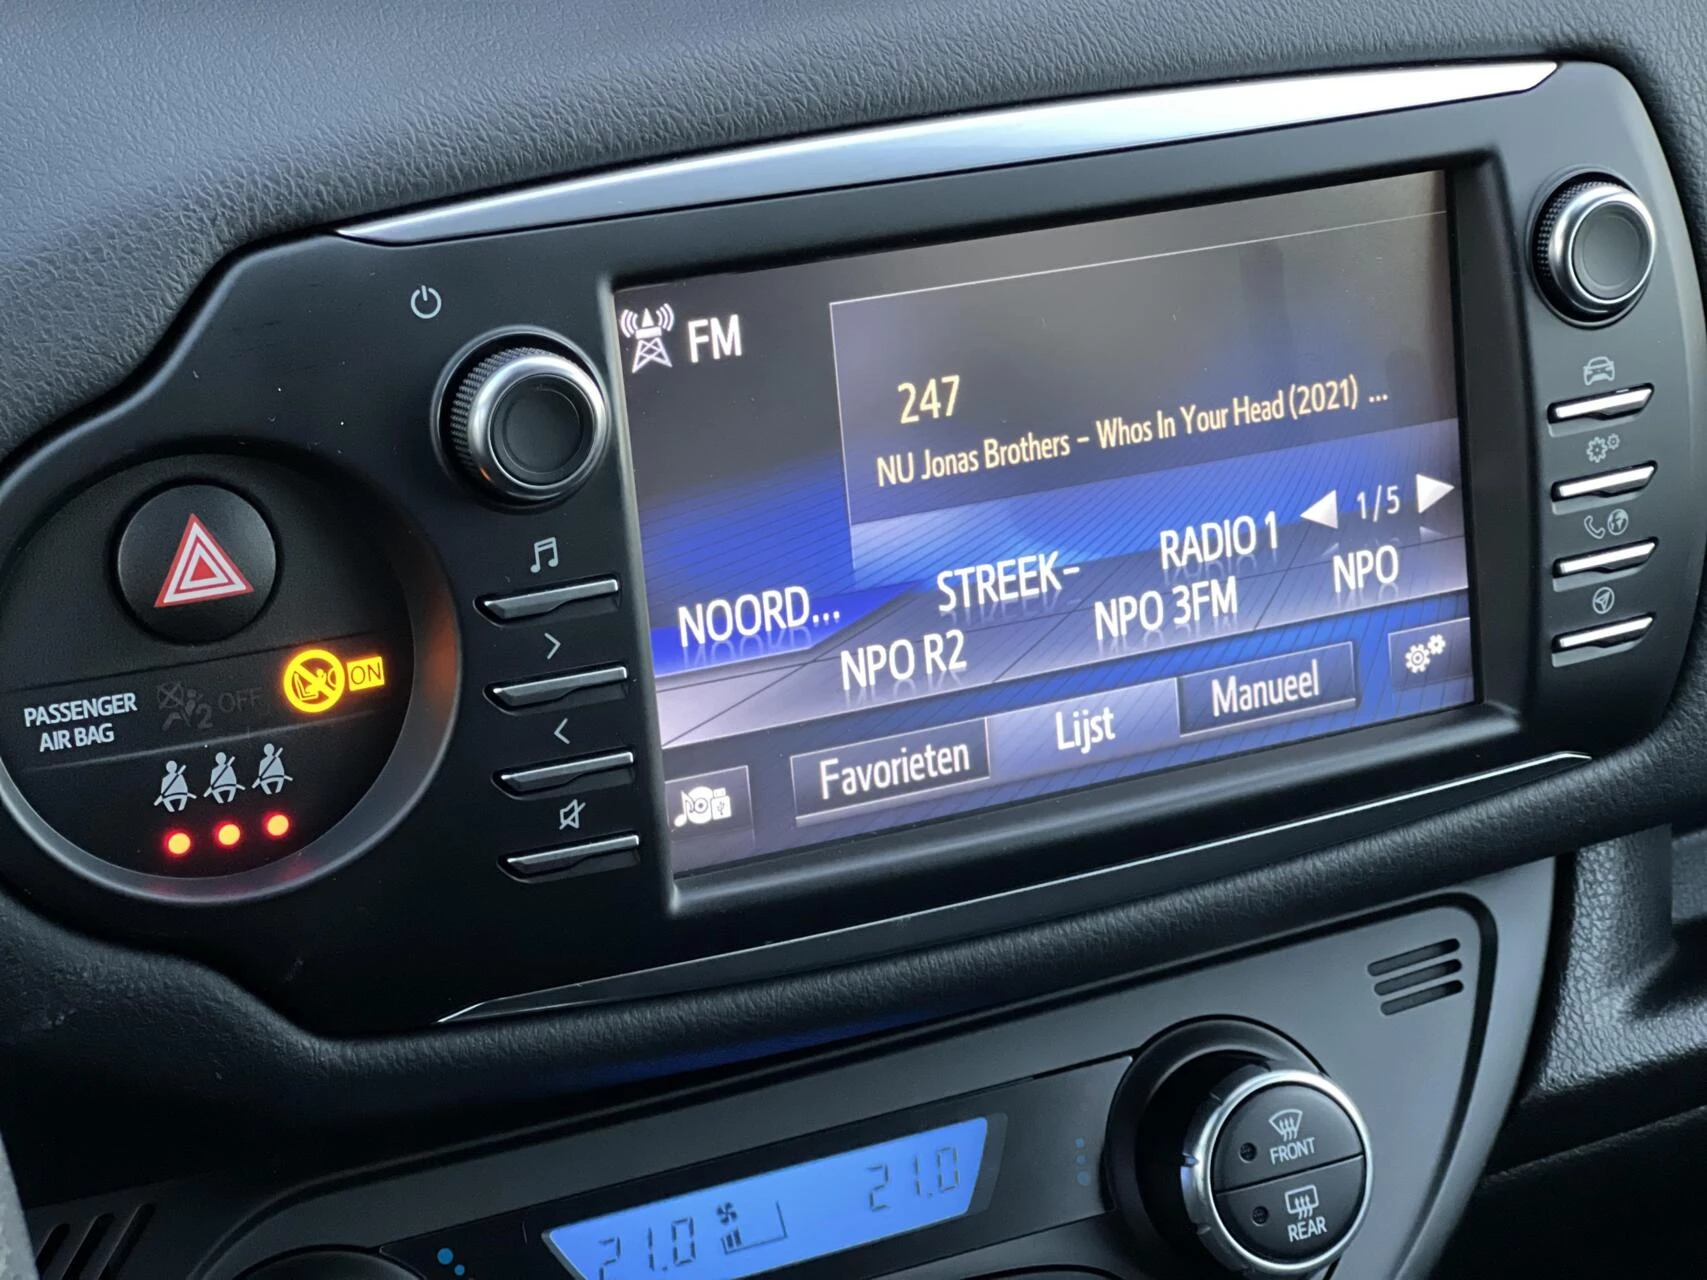 FM
247
NU Jonas Brothers - Whos In Your Head (2021) ...
1/5
NOORD...
STREEK-
RADIO 1
NPO R2
NPO 3FM
NPO
Favorieten
Lijst
Manueel
PASSENGER
AIR BAG
2 OFF
ON
21.0
21.0
FRONT
REAR